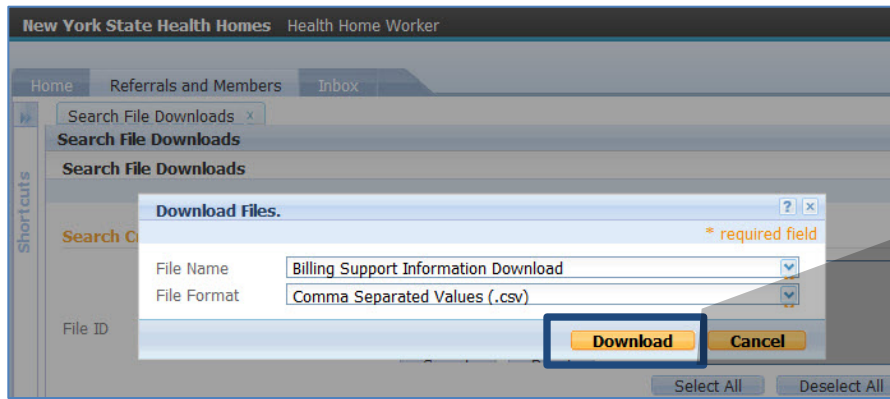 New York State Health Homes Health Home Worker
Home Referrals and Members Inbox
Search File Downloads x
Search File Downloads
Search File Downloads
Shortcuts
Download Files. ? x
* required field
Search
File Name Billing Support Information Download
File Format Comma Separated Values (.csv)
File ID
Download Cancel
Select All Deselect All